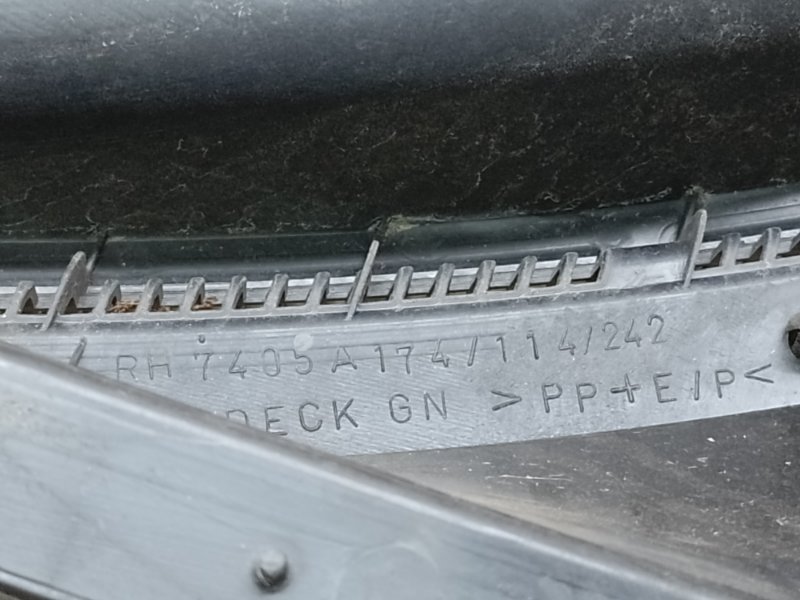 RH 7405A174/114/242
DECK GN >PP+E/P<